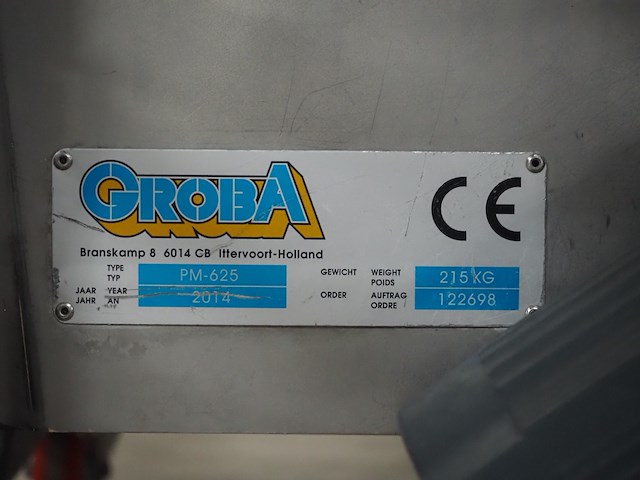 GROBA
CE
Branskamp 8 6014 CB Ittervoort-Holland
TYPE
TYP
PM-625
GEWICHT
WEIGHT
POIDS
215 KG
JAAR YEAR
JAHR AN
2014
ORDER
AUFTRAG
ORDRE
122698